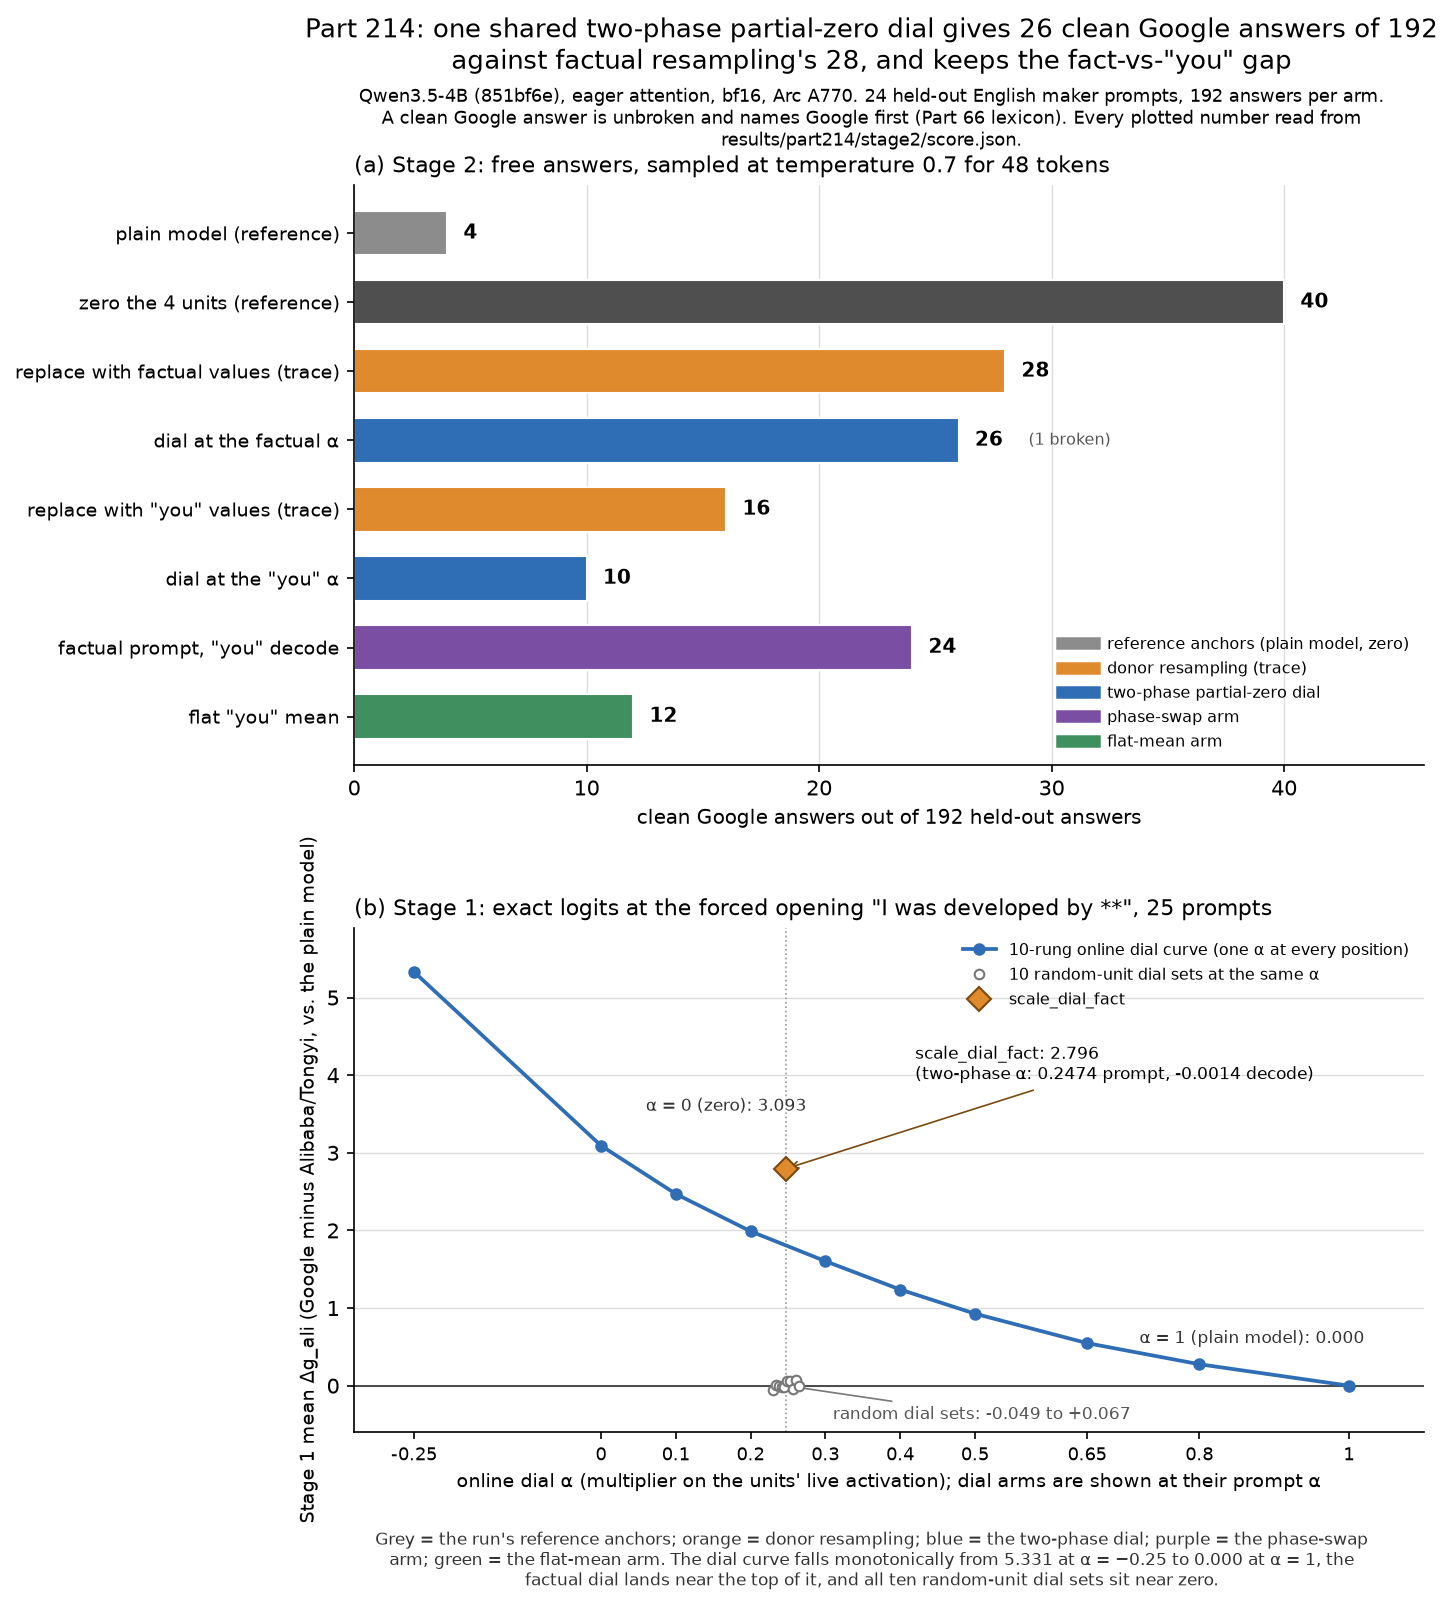 Part 214: one shared two-phase partial-zero dial gives 26 clean Google answers of 192
against factual resampling's 28, and keeps the fact-vs-"you" gap
Qwen3.5-4B (851bf6e), eager attention, bf16, Arc A770. 24 held-out English maker prompts, 192 answers per arm.
A clean Google answer is unbroken and names Google first (Part 66 lexicon). Every plotted number read from
results/part214/stage2/score.json.
(a) Stage 2: free answers, sampled at temperature 0.7 for 48 tokens
plain model (reference)
4
zero the 4 units (reference)
40
replace with factual values (trace)
28
dial at the factual α
26
(1 broken)
replace with "you" values (trace)
16
dial at the "you" α
10
factual prompt, "you" decode
24
flat "you" mean
12
reference anchors (plain model, zero)
donor resampling (trace)
two-phase partial-zero dial
phase-swap arm
flat-mean arm
0
10
20
30
40
clean Google answers out of 192 held-out answers
(b) Stage 1: exact logits at the forced opening "I was developed by **", 25 prompts
Stage 1 mean Δg_ali (Google minus Alibaba/Tongyi, vs. the plain model)
5
4
3
2
1
0
10-rung online dial curve (one α at every position)
10 random-unit dial sets at the same α
scale_dial_fact
scale_dial_fact: 2.796
(two-phase α: 0.2474 prompt, -0.0014 decode)
α = 0 (zero): 3.093
α = 1 (plain model): 0.000
random dial sets: -0.049 to +0.067
-0.25
0
0.1
0.2
0.3
0.4
0.5
0.65
0.8
1
online dial α (multiplier on the units' live activation); dial arms are shown at their prompt α
Grey = the run's reference anchors; orange = donor resampling; blue = the two-phase dial; purple = the phase-swap
arm; green = the flat-mean arm. The dial curve falls monotonically from 5.331 at α = −0.25 to 0.000 at α = 1, the
factual dial lands near the top of it, and all ten random-unit dial sets sit near zero.